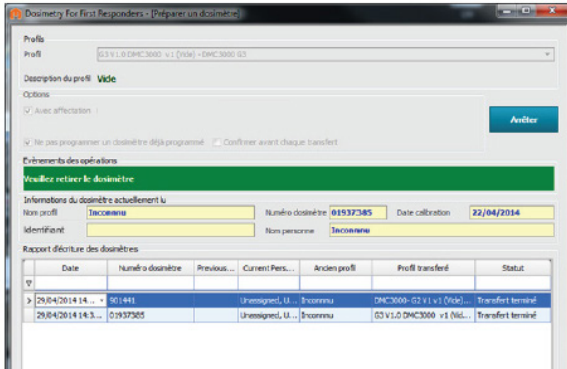 Dosimetry For First Responders - [Préparer un dosimètre]
Profils
Profil G3 V1.0 DMC3000 v1 (Vide) - DMC3000 G3
Description du profil Vide
Options
Avec affectation
Arrêter
Ne pas programmer un dosimètre déjà programmé Confirmer avant chaque transfert
Evènements des opérations
Veuillez retirer le dosimètre
Informations du dosimètre actuellement lu
Nom profil Inconnu Numéro dosimètre 01937385 Date calibration 22/04/2014
Identifiant Nom personne Inconnu
Rapport d'écriture des dosimètres
Date Numéro dosimètre Previous... Current Pers... Ancien profil Profil transferé Statut
29/04/2014 14... 901441 Unassigned, U... Inconnu DMC3000- G2 V1 v1 (Vide)... Transfert terminé
29/04/2014 14:3... 01937385 Unassigned, U... Inconnu G3 V1.0 DMC3000 v1 (Vid... Transfert terminé